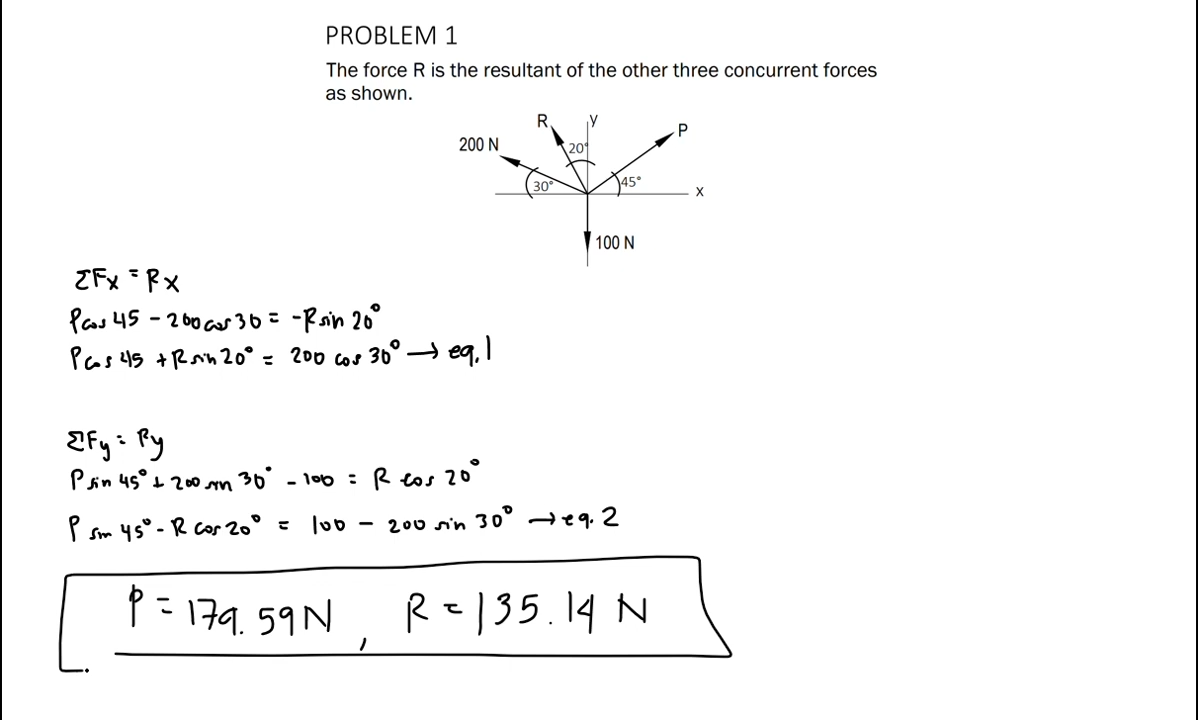 PROBLEM 1
The force R is the resultant of the other three concurrent forces
as shown.
R
y
P
200 N
20°
30°
45°
x
100 N
ΣFx = Rx
Pcos 45 - 200 cos 30 = -R sin 20°
Pcos 45 + R sin 20° = 200 cos 30° → eq. 1
ΣFy = Ry
P sin 45° + 200 sin 30° - 100 = R cos 20°
P sin 45° - R cos 20° = 100 - 200 sin 30° → eq. 2
P = 179.59 N , R = 135.14 N